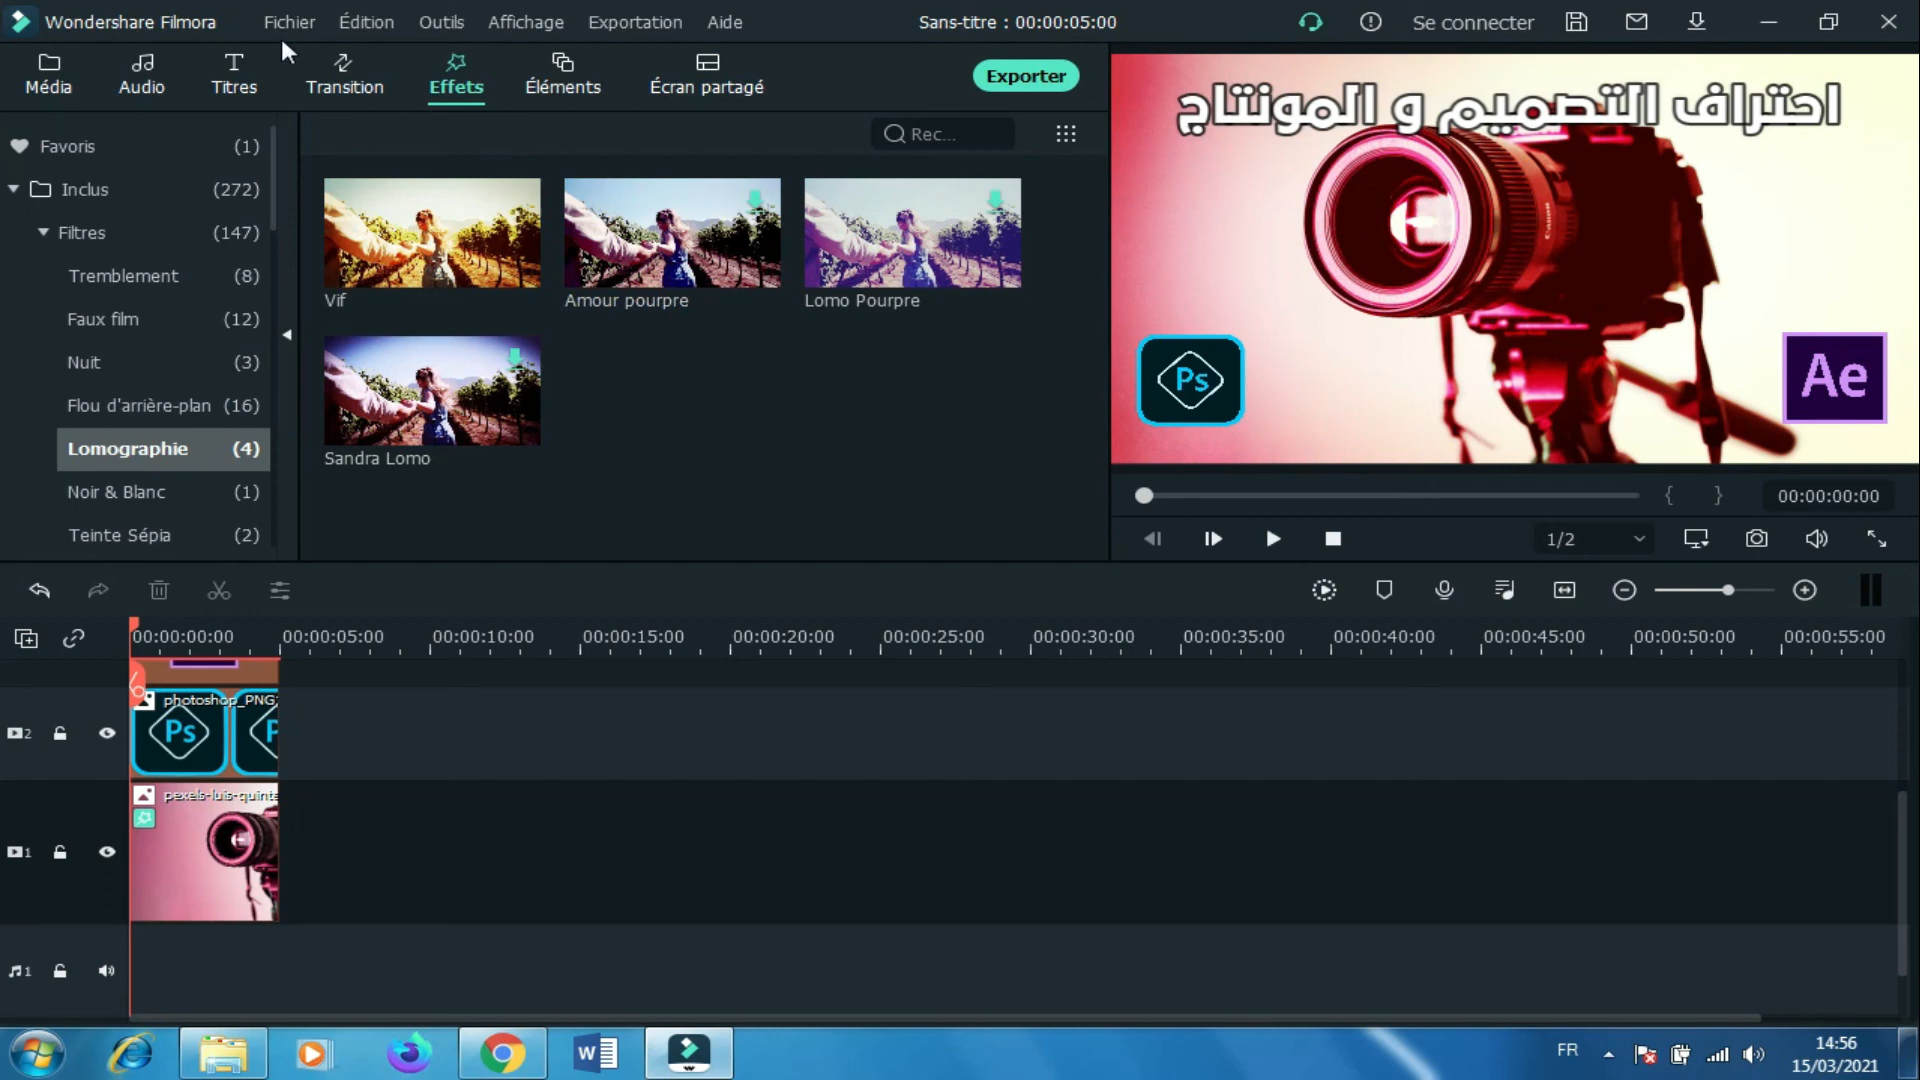 Wondershare Filmora Fichier Édition Outils Affichage Exportation Aide Sans-titre : 00:00:05:00 Se connecter
Média Audio Titres Transition Effets Éléments Écran partagé Exporter
احتراف التصميم و المونتاج
Favoris (1)
Rec...
Inclus (272)
Filtres (147)
Tremblement (8)
Faux film (12)
Nuit (3)
Flou d'arrière-plan (16)
Lomographie (4)
Noir & Blanc (1)
Teinte Sépia (2)
Vif Amour pourpre Lomo Pourpre
Sandra Lomo
Canon
Ps Ae
{ } 00:00:00:00
1/2
00:00:00:00 00:00:05:00 00:00:10:00 00:00:15:00 00:00:20:00 00:00:25:00 00:00:30:00 00:00:35:00 00:00:40:00 00:00:45:00 00:00:50:00 00:00:55:00
photoshop_PNG
2 Ps
pexels-luis-quinte
1
1
W FR 14:56
15/03/2021